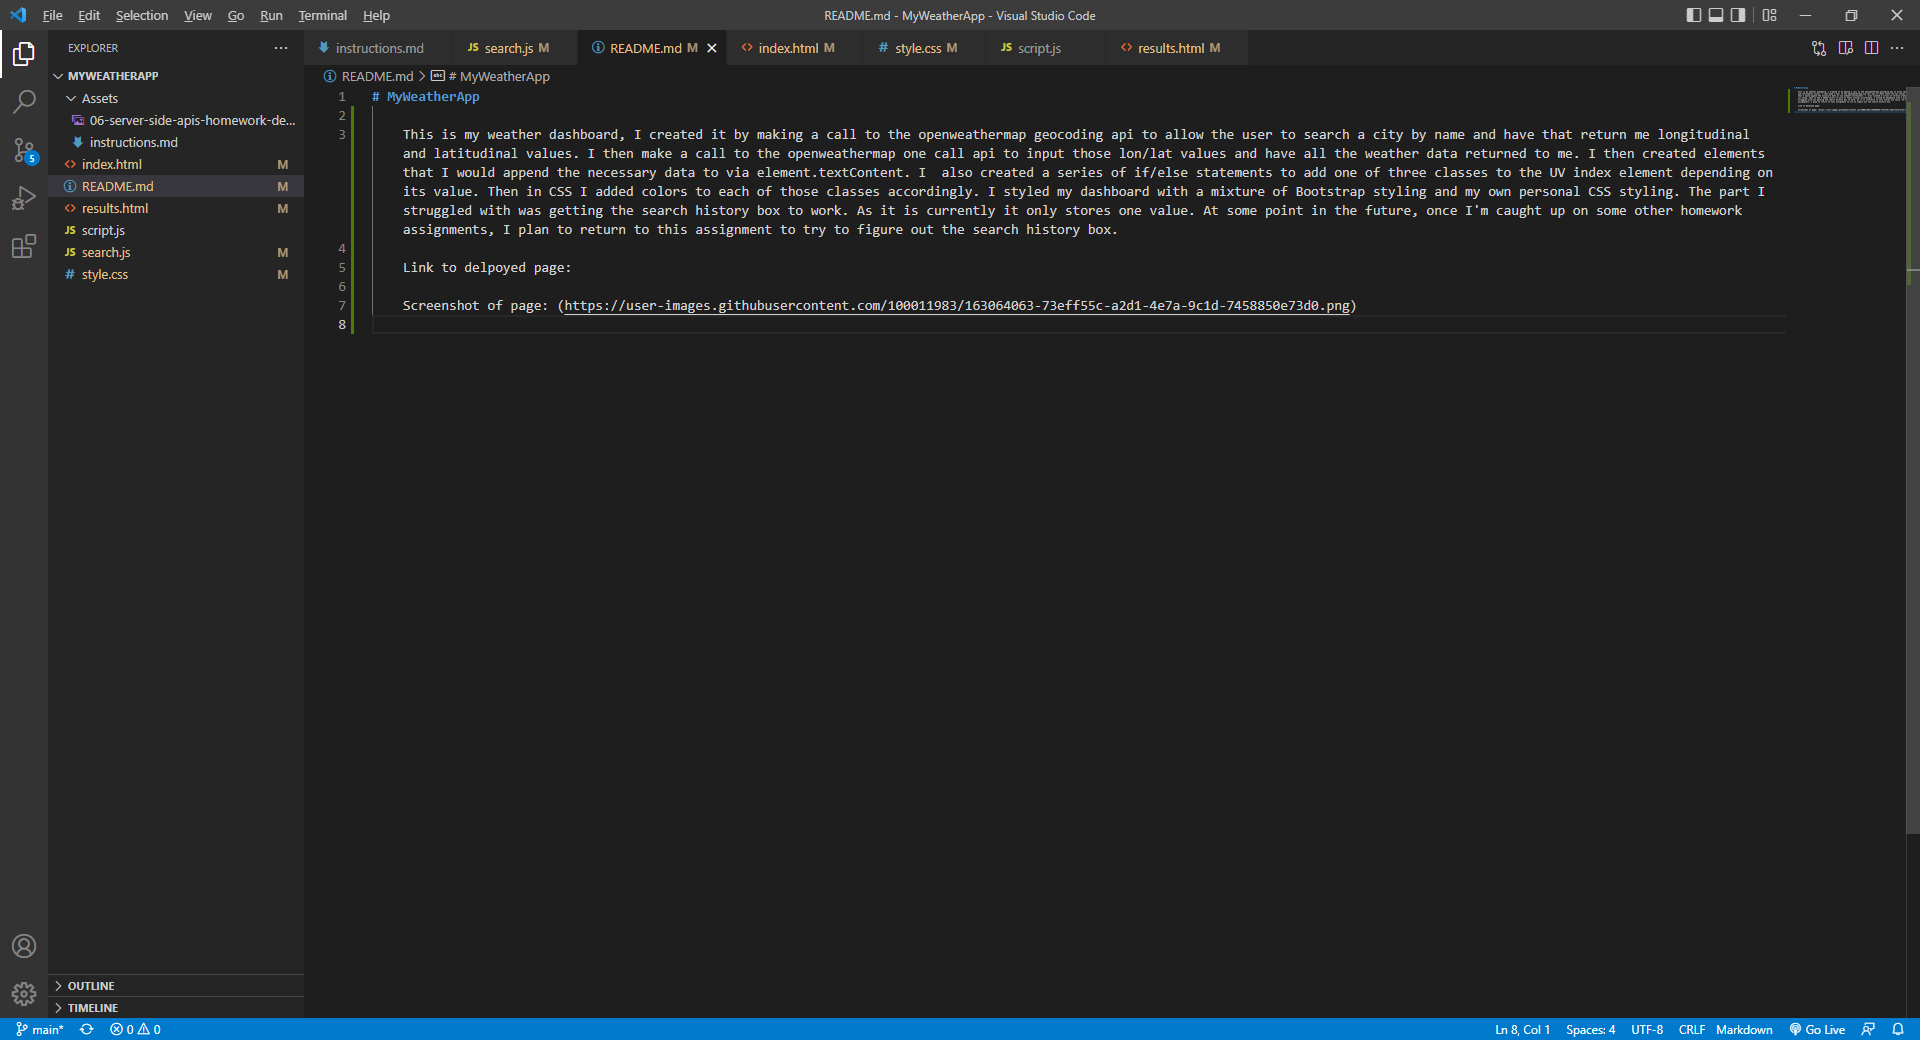 File Edit Selection View Go Run Terminal Help
README.md - MyWeatherApp - Visual Studio Code
EXPLORER
instructions.md
JS search.js M
README.md M
<> index.html M
# style.css M
JS script.js
<> results.html M
README.md > # MyWeatherApp
MYWEATHERAPP
Assets
06-server-side-apis-homework-de...
instructions.md
<> index.html M
README.md M
<> results.html M
JS script.js
JS search.js M
# style.css M
1 # MyWeatherApp
2
3 This is my weather dashboard, I created it by making a call to the openweathermap geocoding api to allow the user to search a city by name and have that return me longitudinal
and latitudinal values. I then make a call to the openweathermap one call api to input those lon/lat values and have all the weather data returned to me. I then created elements
that I would append the necessary data to via element.textContent. I  also created a series of if/else statements to add one of three classes to the UV index element depending on
its value. Then in CSS I added colors to each of those classes accordingly. I styled my dashboard with a mixture of Bootstrap styling and my own personal CSS styling. The part I
struggled with was getting the search history box to work. As it is currently it only stores one value. At some point in the future, once I'm caught up on some other homework
assignments, I plan to return to this assignment to try to figure out the search history box.
4
5 Link to delpoyed page:
6
7 Screenshot of page: (https://user-images.githubusercontent.com/100011983/163064063-73eff55c-a2d1-4e7a-9c1d-7458850e73d0.png)
8
5
OUTLINE
TIMELINE
main* 0 0
Ln 8, Col 1 Spaces: 4 UTF-8 CRLF Markdown Go Live